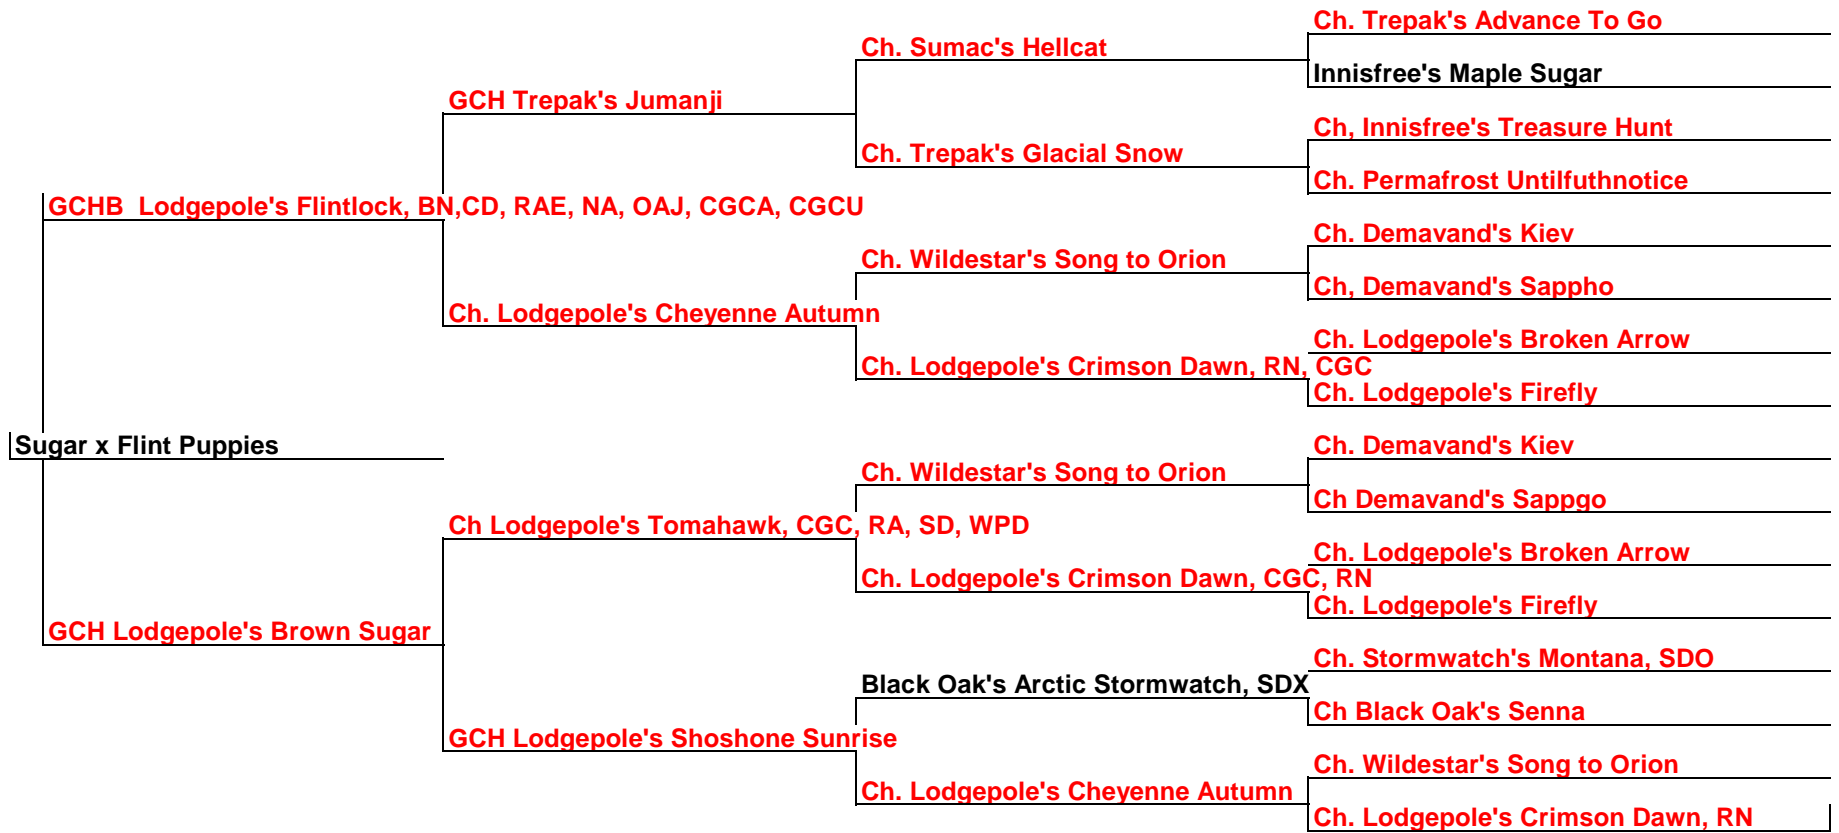 Ch. Trepak's Advance To Go
Ch. Sumac's Hellcat
Innisfree's Maple Sugar
GCH Trepak's Jumanji
Ch, Innisfree's Treasure Hunt
Ch. Trepak's Glacial Snow
Ch. Permafrost Untilfuthnotice
GCHB  Lodgepole's Flintlock, BN,CD, RAE, NA, OAJ, CGCA, CGCU
Ch. Demavand's Kiev
Ch. Wildestar's Song to Orion
Ch, Demavand's Sappho
Ch. Lodgepole's Cheyenne Autumn
Ch. Lodgepole's Broken Arrow
Ch. Lodgepole's Crimson Dawn, RN, CGC
Ch. Lodgepole's Firefly
Sugar x Flint Puppies
Ch. Demavand's Kiev
Ch. Wildestar's Song to Orion
Ch Demavand's Sappgo
Ch Lodgepole's Tomahawk, CGC, RA, SD, WPD
Ch. Lodgepole's Broken Arrow
Ch. Lodgepole's Crimson Dawn, CGC, RN
Ch. Lodgepole's Firefly
GCH Lodgepole's Brown Sugar
Ch. Stormwatch's Montana, SDO
Black Oak's Arctic Stormwatch, SDX
Ch Black Oak's Senna
GCH Lodgepole's Shoshone Sunrise
Ch. Wildestar's Song to Orion
Ch. Lodgepole's Cheyenne Autumn
Ch. Lodgepole's Crimson Dawn, RN